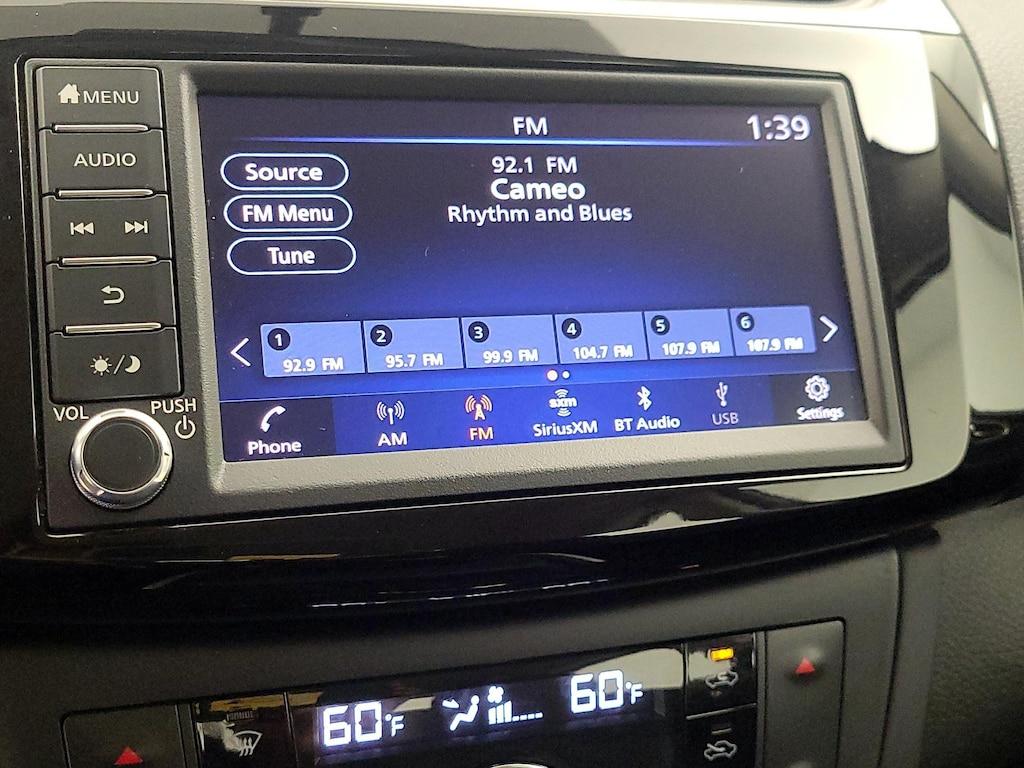 MENU
AUDIO
VOL
PUSH
FM
1:39
92.1 FM
Cameo
Rhythm and Blues
Source
FM Menu
Tune
1
92.9 FM
2
95.7 FM
3
99.9 FM
4
104.7 FM
5
107.9 FM
6
107.9 FM
Phone
AM
FM
sxm
SiriusXM
BT Audio
USB
Settings
60°F
60°F